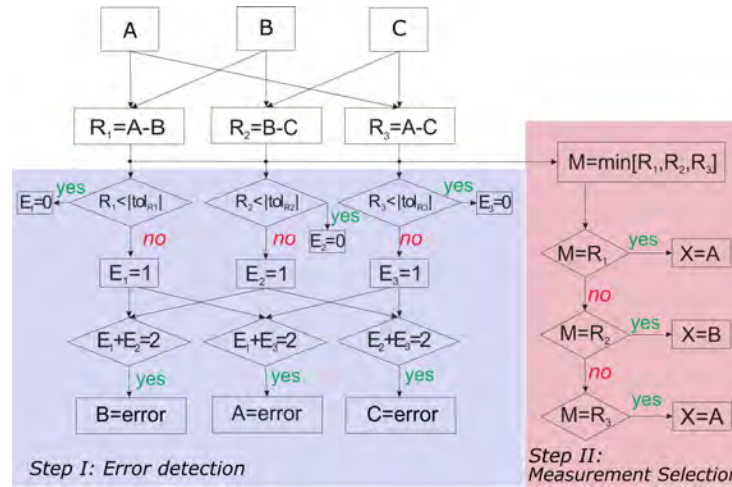 A
B
C
R₁=A-B
R₂=B-C
R₃=A-C
M=min[R₁,R₂,R₃]
yes
R₁<|tol_R1|
E₁=0
R₂<|tol_R2|
yes
E₂=0
R₃<|tol_R3|
yes
E₃=0
no
no
no
E₁=1
E₂=1
E₃=1
E₁+E₂=2
E₁+E₃=2
E₂+E₃=2
yes
yes
yes
B=error
A=error
C=error
Step I: Error detection
M=R₁
yes
X=A
no
M=R₂
yes
X=B
no
M=R₃
yes
X=A
Step II:
Measurement Selection